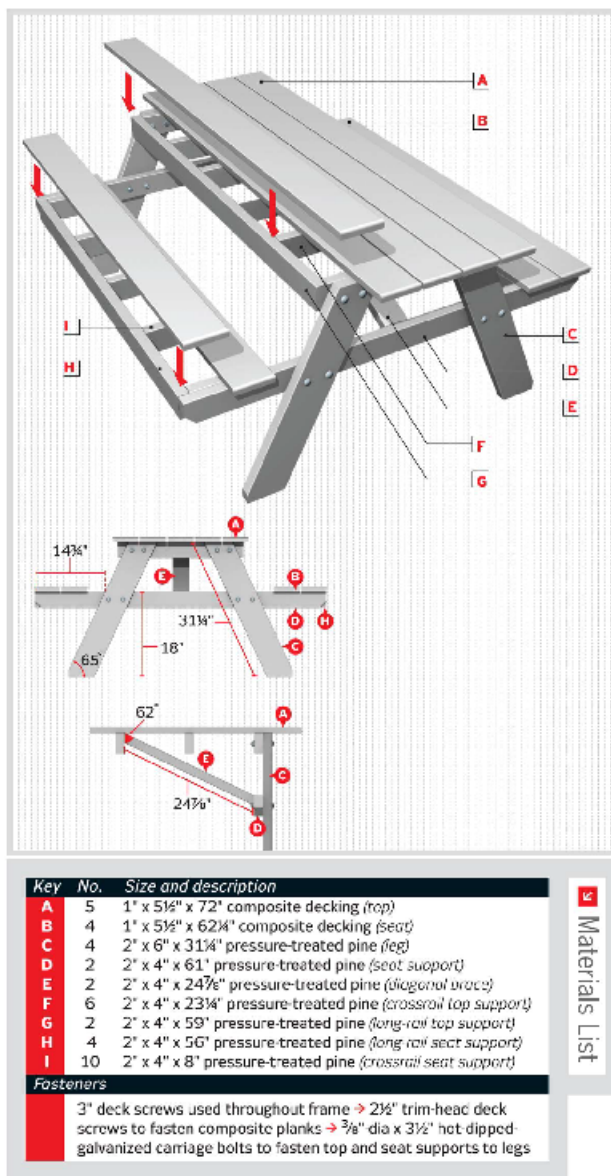 A
B
I
H
C
D
E
F
G
A
14¾"
E
B
31¼"
D
H
18"
C
65°
62°
A
E
C
24⅞"
D
Key No. Size and description
A 5 1" x 5½" x 72" composite decking (top)
B 4 1" x 5½" x 62¼" composite decking (seat)
C 4 2" x 6" x 31¼" pressure-treated pine (leg)
D 2 2" x 4" x 61" pressure-treated pine (seat support)
E 2 2" x 4" x 24⅞" pressure-treated pine (diagonal brace)
F 6 2" x 4" x 23¼" pressure-treated pine (crossrail top support)
G 2 2" x 4" x 59" pressure-treated pine (long-rail top support)
H 4 2" x 4" x 56" pressure-treated pine (long-rail seat support)
I 10 2" x 4" x 8" pressure-treated pine (crossrail seat support)
Fasteners
3" deck screws used throughout frame → 2½" trim-head deck
screws to fasten composite planks → ⅜"-dia x 3½" hot-dipped-
galvanized carriage bolts to fasten top and seat supports to legs
Materials List